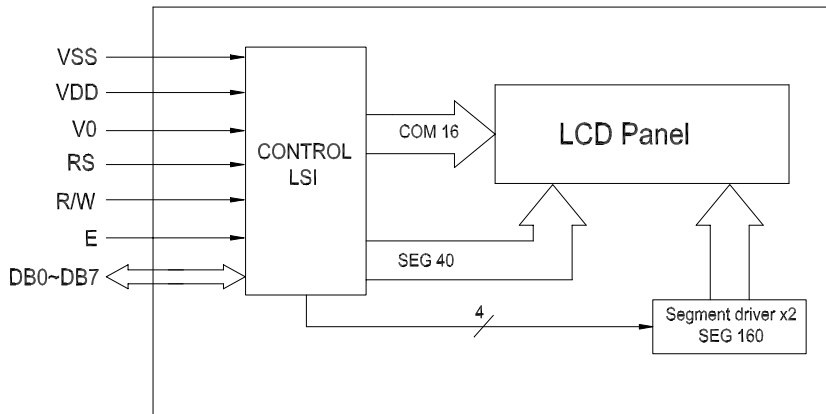 VSS
VDD
V0
RS
R/W
E
DB0~DB7
CONTROL
LSI
COM 16
SEG 40
LCD Panel
4
Segment driver x2
SEG 160